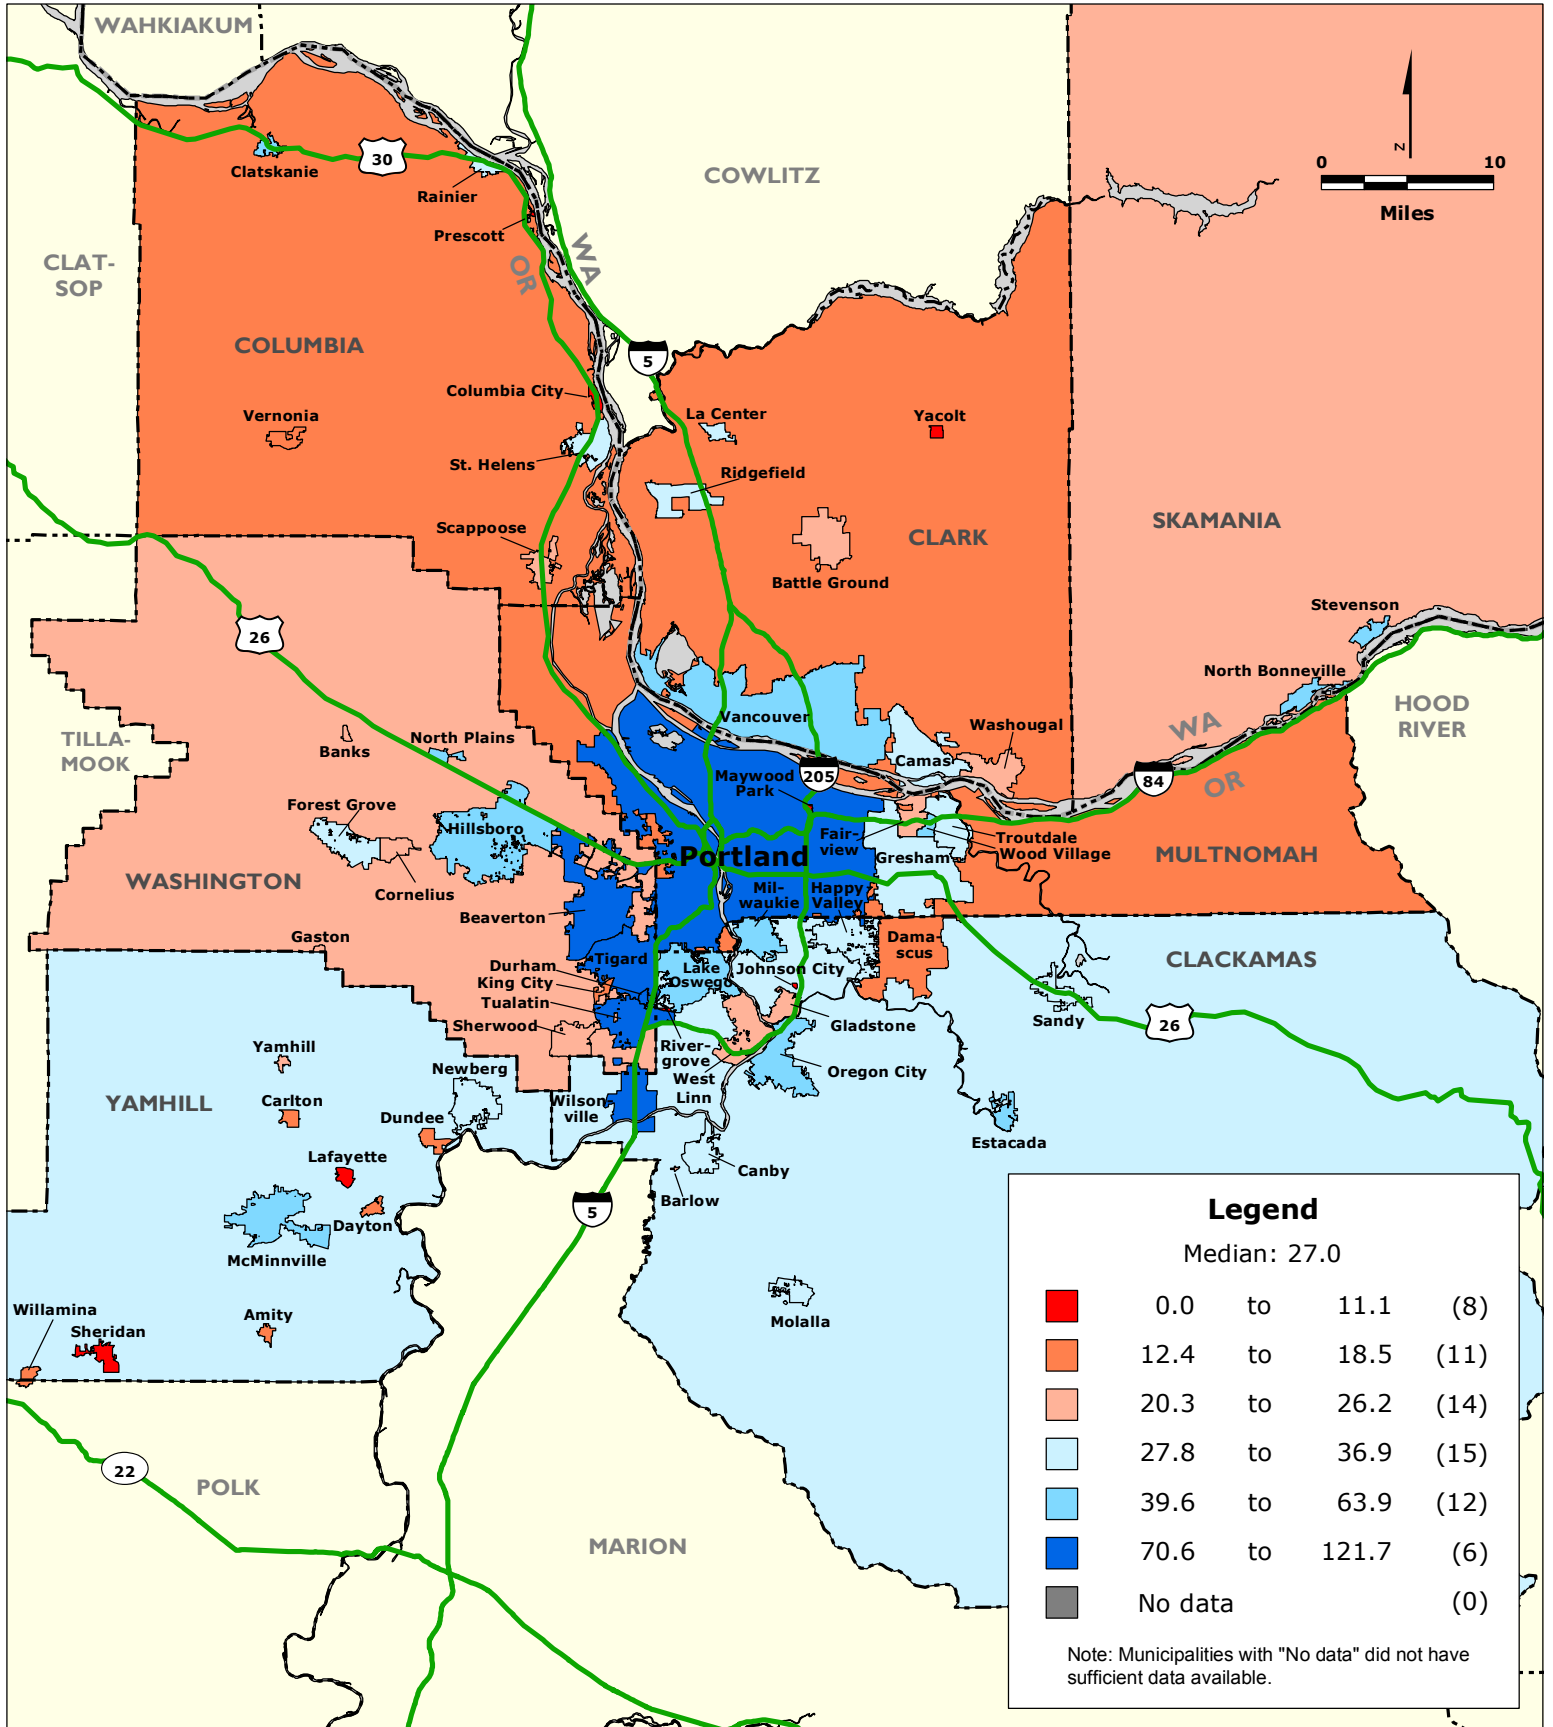 WAHKIAKUM
COWLITZ
CLAT-
SOP
30
Clatskanie
Rainier
Prescott
WA
OR
N
0 10
Miles
COLUMBIA
5
Columbia City
Vernonia
St. Helens
La Center
Yacolt
Ridgefield
Scappoose
CLARK
Battle Ground
SKAMANIA
Stevenson
North Bonneville
HOOD
RIVER
26
TILLA-
MOOK
Banks
North Plains
Vancouver
Washougal
WA
OR
Camas
205
84
Maywood
Park
Forest Grove
Hillsboro
Fair-
view
Troutdale
Wood Village
Portland
Gresham
MULTNOMAH
WASHINGTON
Cornelius
Beaverton
Mil-
waukie
Happy
Valley
Gaston
Dama-
scus
CLACKAMAS
Tigard
Durham
King City
Tualatin
Sherwood
Lake
Oswego
Johnson City
Gladstone
Sandy
26
River-
grove
West
Linn
Oregon City
Yamhill
Newberg
YAMHILL
Carlton
Dundee
Wilson-
ville
Estacada
Lafayette
Canby
Barlow
Dayton
5
McMinnville
Willamina
Sheridan
Amity
Molalla
22
POLK
MARION
Legend
Median: 27.0
0.0 to 11.1 (8)
12.4 to 18.5 (11)
20.3 to 26.2 (14)
27.8 to 36.9 (15)
39.6 to 63.9 (12)
70.6 to 121.7 (6)
No data (0)
Note: Municipalities with "No data" did not have
sufficient data available.